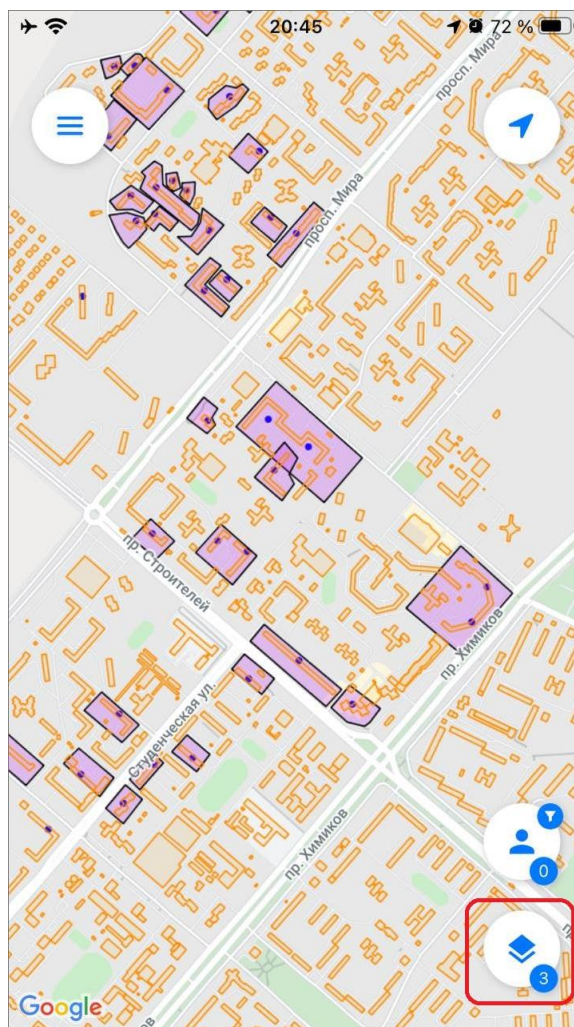 20:45
72 %
просп. Мира
просп. Мира
пр. Строителей
пр. Химиков
Студенческая ул.
пр. Химиков
0
3
Google